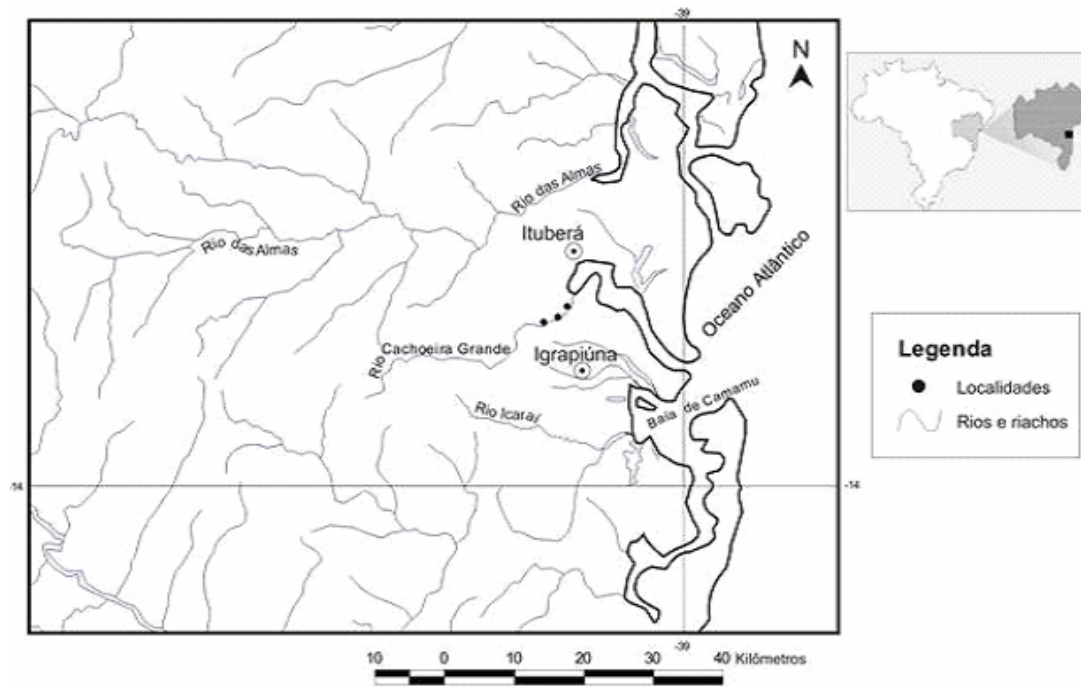 -39
N
Rio das Almas
Ituberá
Rio das Almas
Oceano Atlântico
Rio Cachoeira Grande
Igrapiúna
Baía de Camamu
Rio Icaraí
-14
-14
-39
10 0 10 20 30 40 Kilômetros
Legenda
Localidades
Rios e riachos